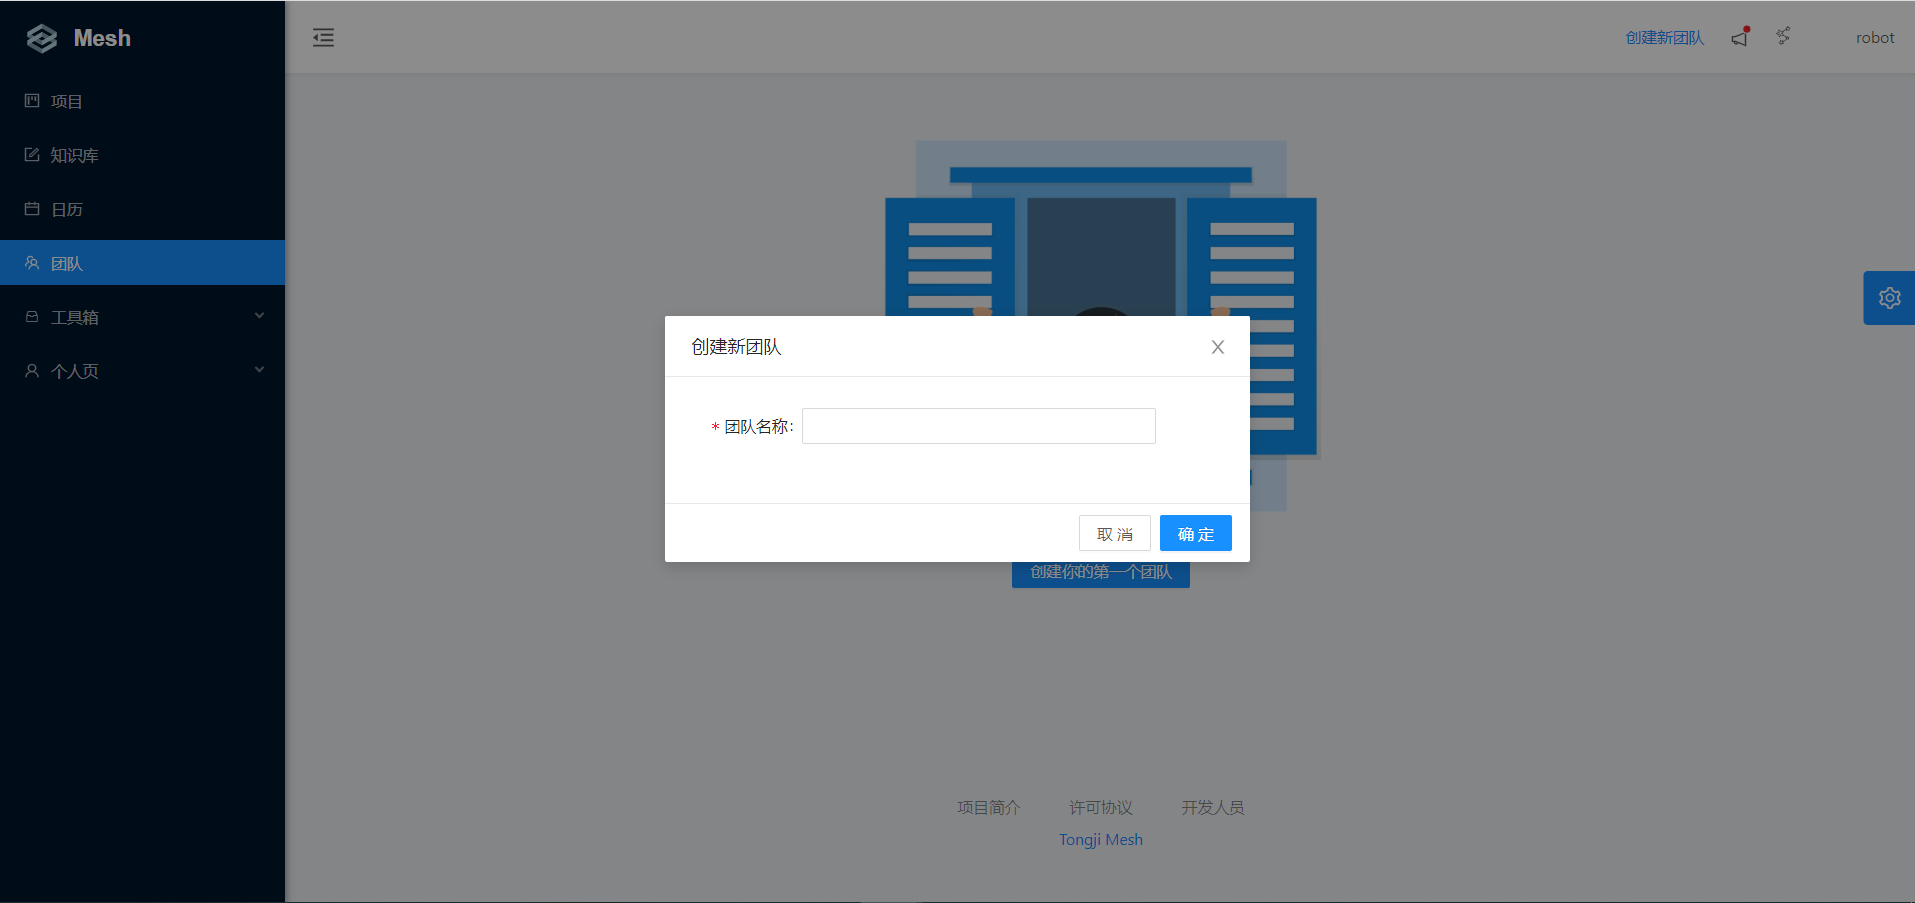 Mesh
项目
知识库
日历
团队
工具箱
个人页
创建新团队
robot
创建新团队
* 团队名称:
取 消
确 定
创建你的第一个团队
项目简介 许可协议 开发人员
Tongji Mesh